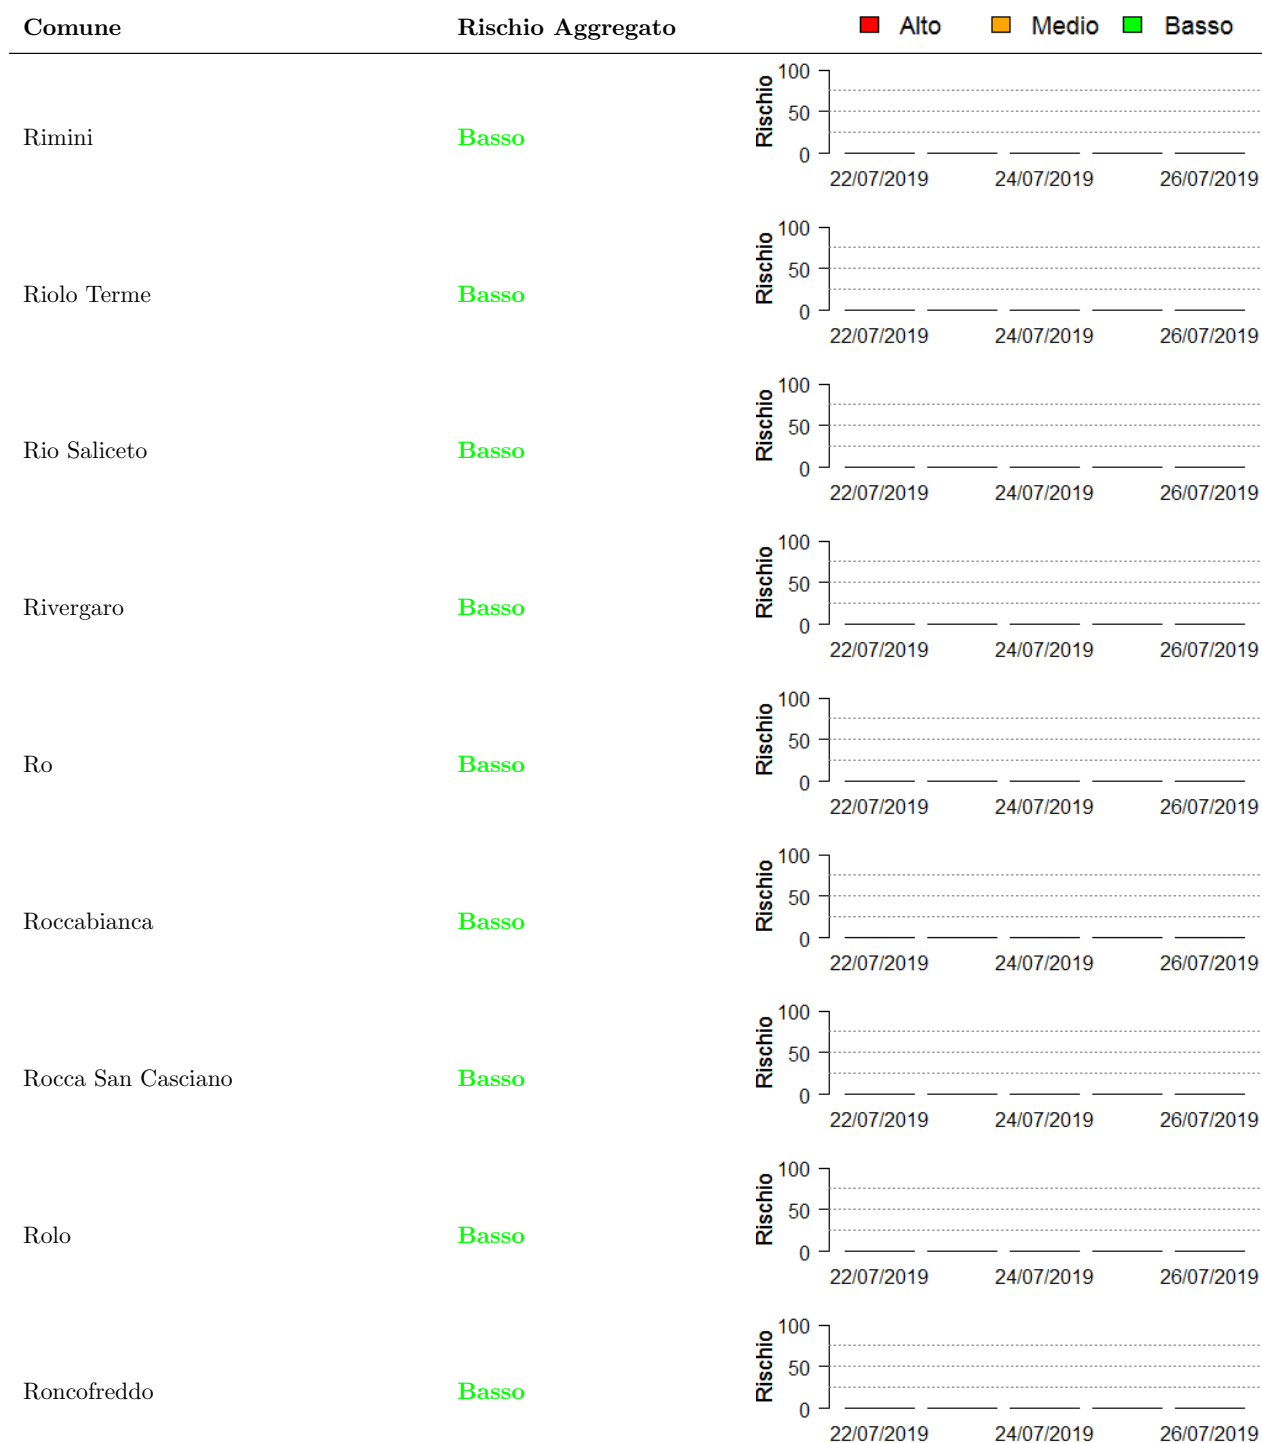 Comune Rischio Aggregato Alto Medio Basso
Rimini Basso Rischio 100 50 0
22/07/2019 24/07/2019 26/07/2019
Riolo Terme Basso Rischio 100 50 0
22/07/2019 24/07/2019 26/07/2019
Rio Saliceto Basso Rischio 100 50 0
22/07/2019 24/07/2019 26/07/2019
Rivergaro Basso Rischio 100 50 0
22/07/2019 24/07/2019 26/07/2019
Ro Basso Rischio 100 50 0
22/07/2019 24/07/2019 26/07/2019
Roccabianca Basso Rischio 100 50 0
22/07/2019 24/07/2019 26/07/2019
Rocca San Casciano Basso Rischio 100 50 0
22/07/2019 24/07/2019 26/07/2019
Rolo Basso Rischio 100 50 0
22/07/2019 24/07/2019 26/07/2019
Roncofreddo Basso Rischio 100 50 0
22/07/2019 24/07/2019 26/07/2019